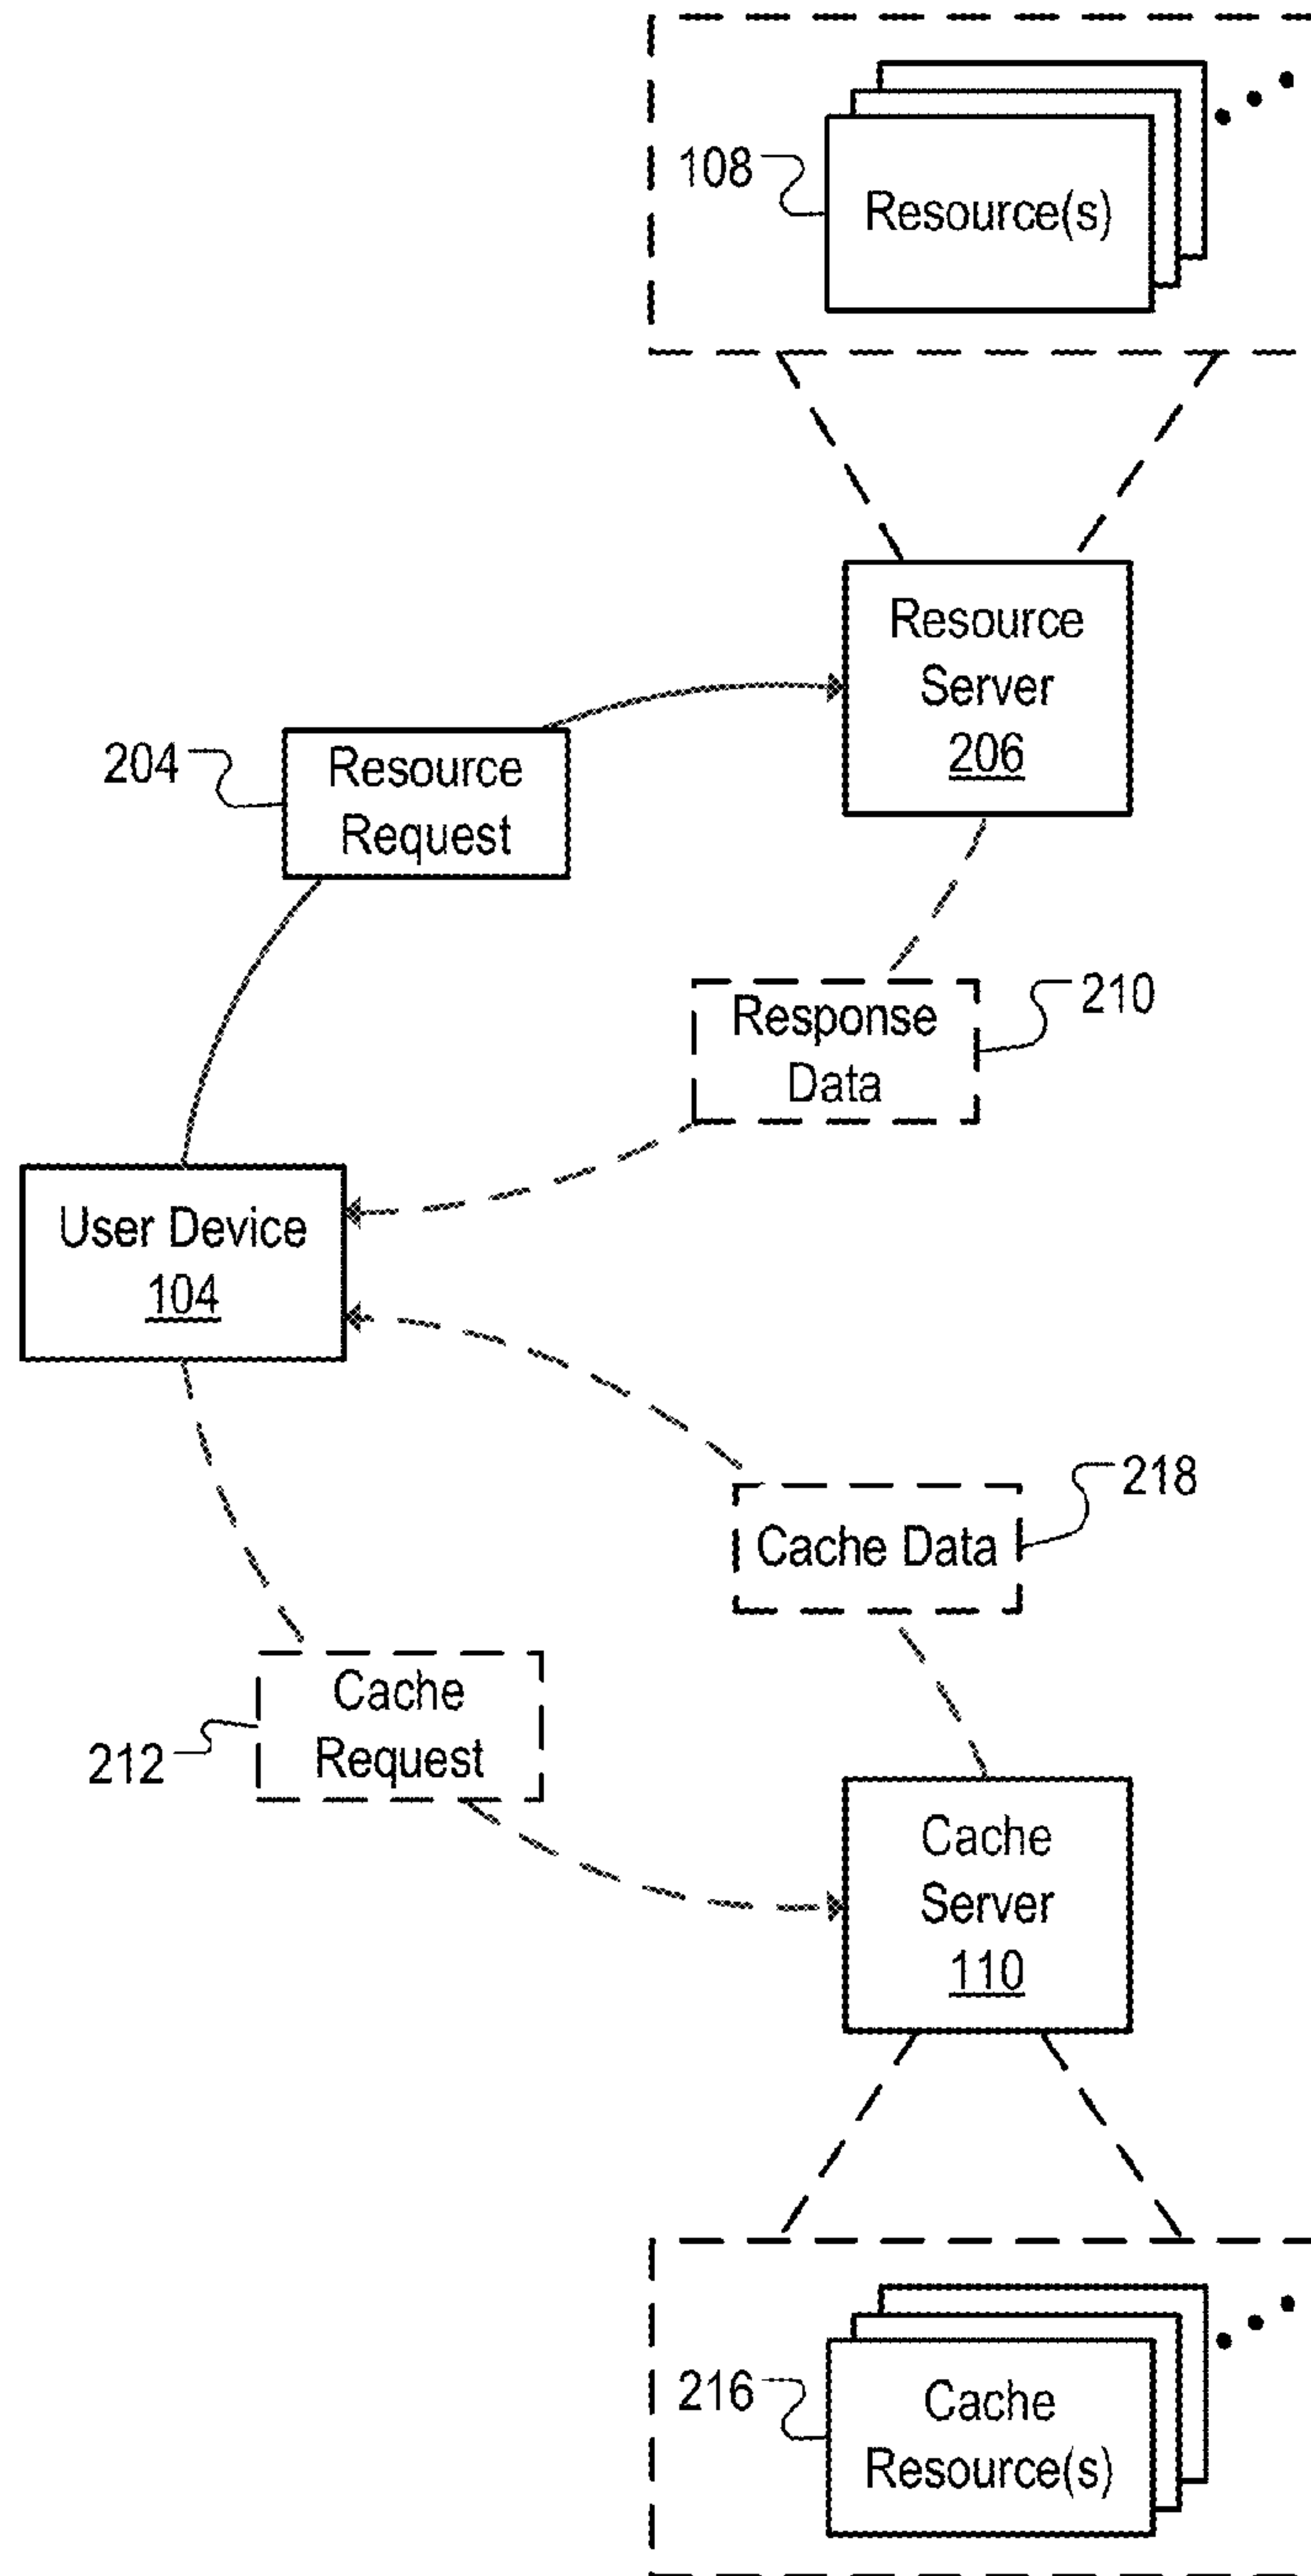 108
Resource(s)
Resource
Server
206
204
Resource
Request
210
Response
Data
User Device
104
218
Cache Data
Cache
Request
212
Cache
Server
110
216
Cache
Resource(s)